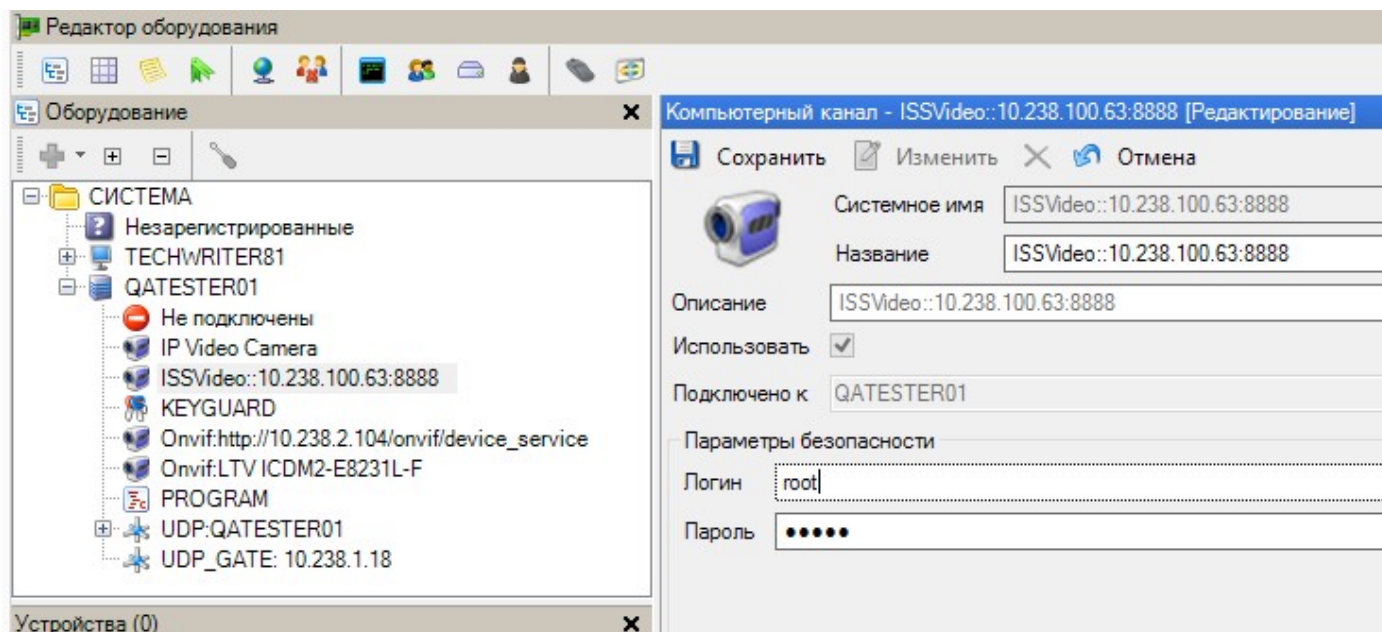 Редактор оборудования
Оборудование
СИСТЕМА
Незарегистрированные
TECHWRITER81
QATESTER01
Не подключены
IP Video Camera
ISSVideo::10.238.100.63:8888
KEYGUARD
Onvif:http://10.238.2.104/onvif/device_service
Onvif:LTV ICDM2-E8231L-F
PROGRAM
UDP:QATESTER01
UDP_GATE: 10.238.1.18
Устройства (0)
Компьютерный канал - ISSVideo::10.238.100.63:8888 [Редактирование]
Сохранить Изменить Отмена
Системное имя ISSVideo::10.238.100.63:8888
Название ISSVideo::10.238.100.63:8888
Описание ISSVideo::10.238.100.63:8888
Использовать
Подключено к QATESTER01
Параметры безопасности
Логин root
Пароль •••••